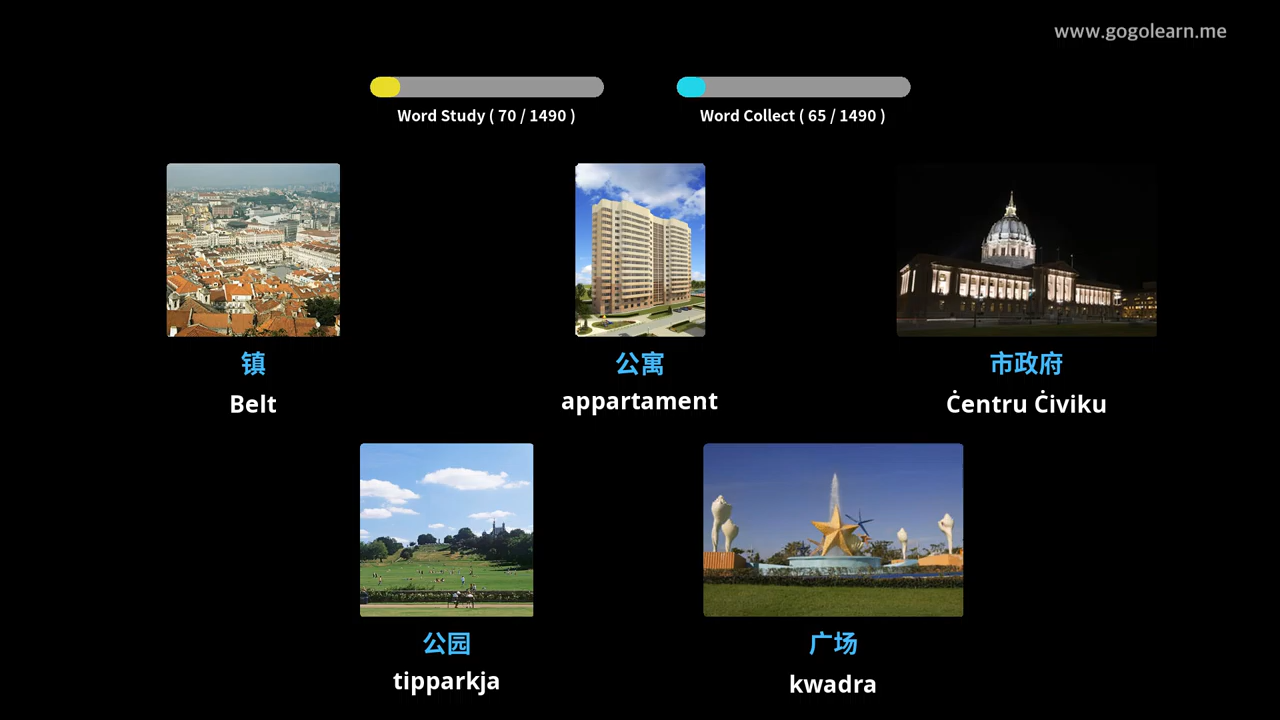 www.gogolearn.me
Word Study ( 70 / 1490 )
Word Collect ( 65 / 1490 )
镇
Belt
公寓
appartament
市政府
Ċentru Ċiviku
公园
tipparkja
广场
kwadra